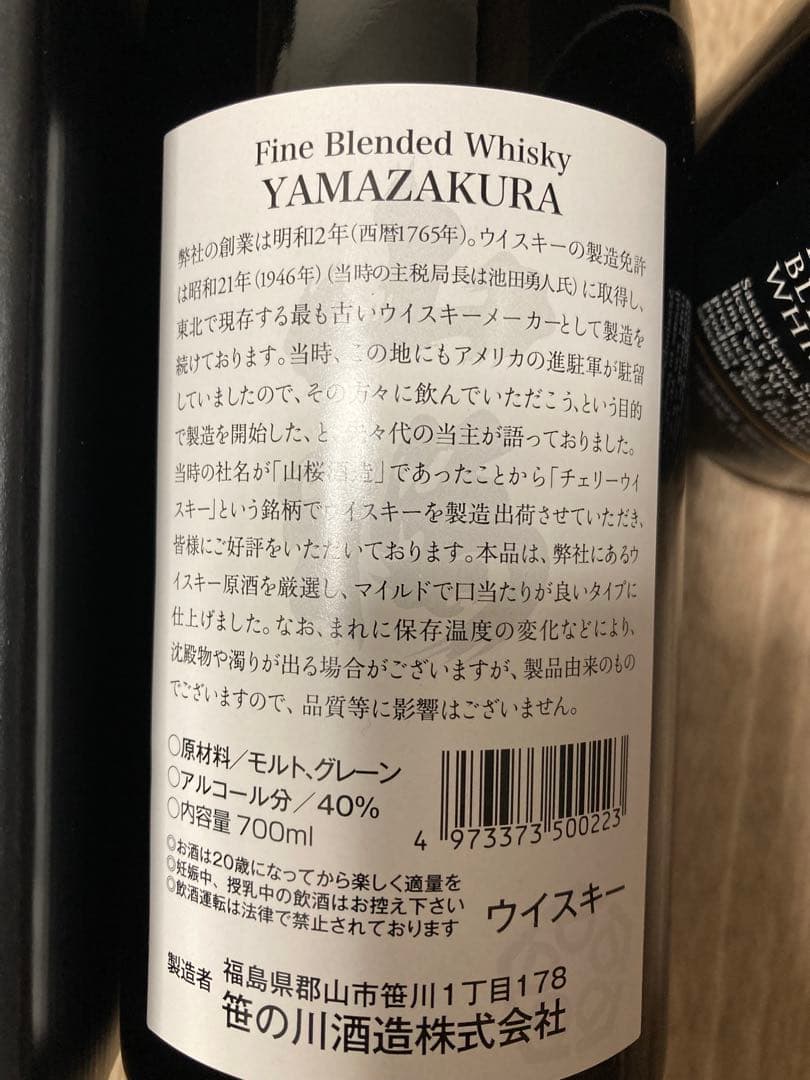 Fine Blended Whisky
YAMAZAKURA
弊社の創業は明和2年(西暦1765年)。ウイスキーの製造免許
は昭和21年(1946年)(当時の主税局長は池田勇人氏)に取得し、
東北で現存する最も古いウイスキーメーカーとして製造を
続けております。当時、この地にもアメリカの進駐軍が駐留
していましたので、その方々に飲んでいただこう、という目的
で製造を開始した、と 々代の当主が語っておりました。
当時の社名が「山桜酒造」であったことから「チェリーウイ
スキー」という銘柄でウイスキーを製造出荷させていただき、
皆様にご好評をいただいております。本品は、弊社にあるウ
イスキー原酒を厳選し、マイルドで口当たりが良いタイプに
仕上げました。なお、まれに保存温度の変化などにより、
沈殿物や濁りが出る場合がございますが、製品由来のもの
でございますので、品質等に影響はございません。
○原材料/モルト、グレーン
○アルコール分/40%
○内容量 700ml
4 973373 500223
◎お酒は20歳になってから楽しく適量を
◎妊娠中、授乳中の飲酒はお控え下さい
◎飲酒運転は法律で禁止されております
ウイスキー
製造者 福島県郡山市笹川1丁目178
笹の川酒造株式会社